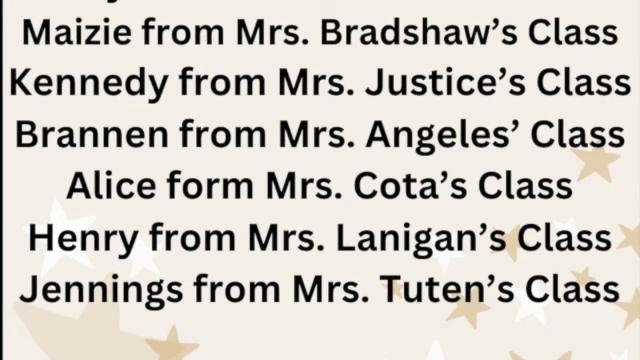 Maizie from Mrs. Bradshaw’s Class
Kennedy from Mrs. Justice’s Class
Brannen from Mrs. Angeles’ Class
Alice form Mrs. Cota’s Class
Henry from Mrs. Lanigan’s Class
Jennings from Mrs. Tuten’s Class